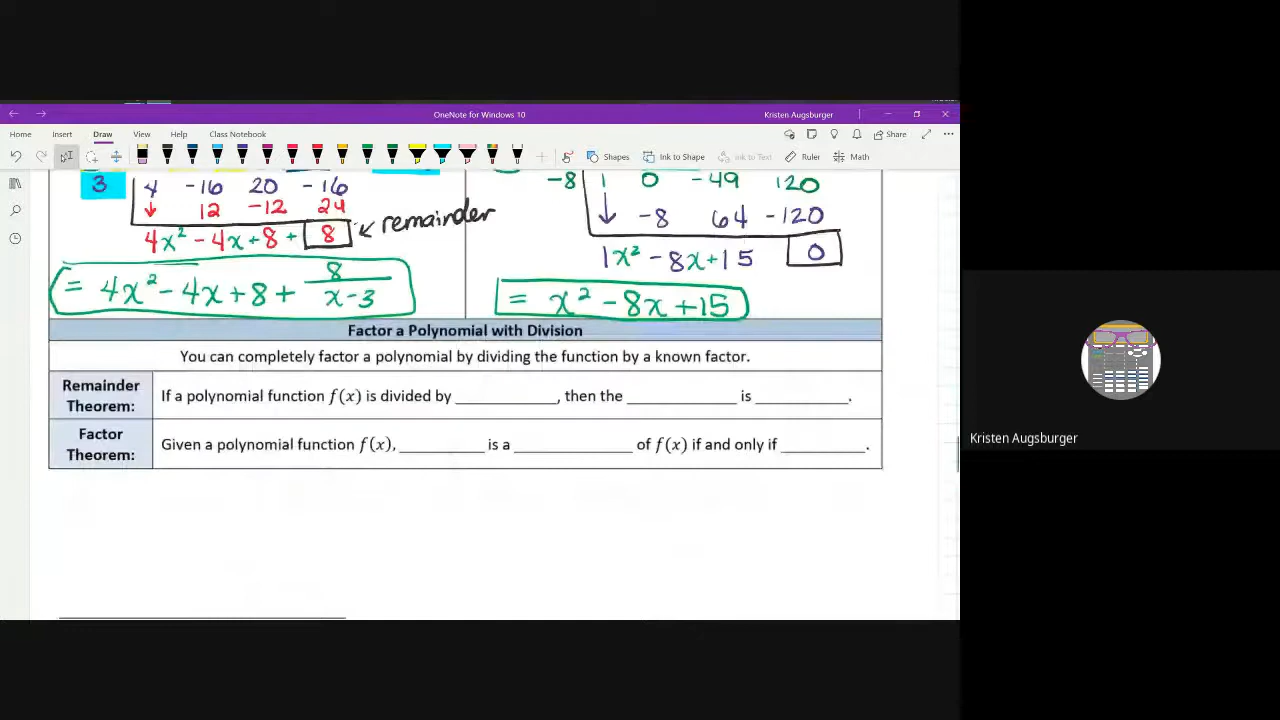 OneNote for Windows 10
Kristen Augsburger
Home Insert Draw View Help Class Notebook Share
Shapes Ink to Shape Ink to Text Ruler Math
3 4 -16 20 -16
12 -12 24
4x² - 4x + 8 + 8 remainder
= 4x² - 4x + 8 + 8/(x-3)
-8 1 0 -49 120
-8 64 -120
1x² - 8x + 15 0
= x² - 8x + 15
Factor a Polynomial with Division
You can completely factor a polynomial by dividing the function by a known factor.
Remainder Theorem: If a polynomial function f(x) is divided by ____________, then the _____________ is ___________.
Factor Theorem: Given a polynomial function f(x), __________ is a ______________ of f(x) if and only if __________.
Kristen Augsburger